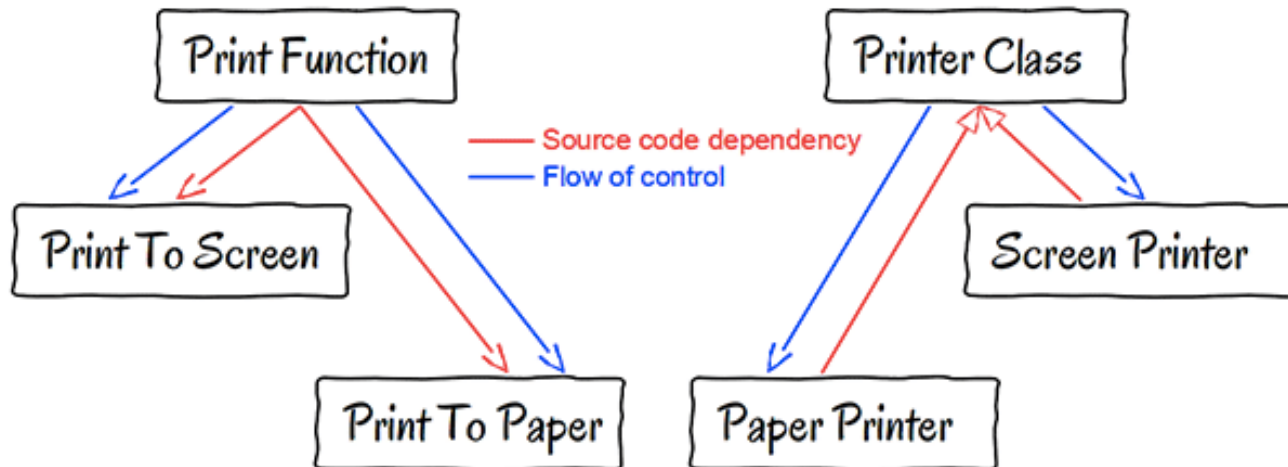 Print Function
Printer Class
Source code dependency
Flow of control
Print To Screen
Screen Printer
Print To Paper
Paper Printer